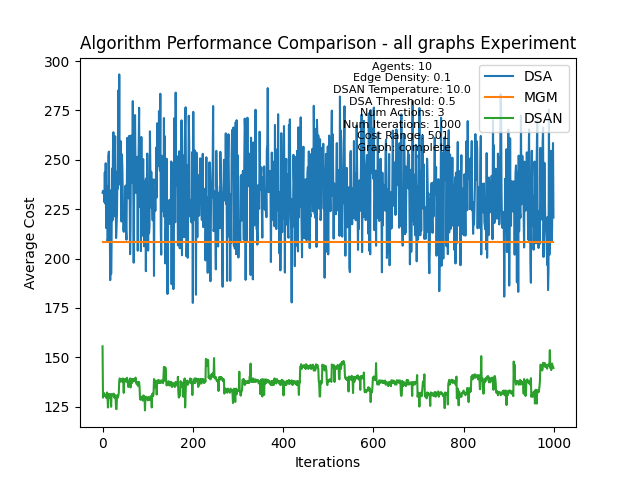 Algorithm Performance Comparison - all graphs Experiment
Agents: 10
Edge Density: 0.1
DSAN Temperature: 10.0
DSA Threshold: 0.5
Num Actions: 3
Num Iterations: 1000
Cost Range: 501
Graph: complete
DSA
MGM
DSAN
Average Cost
300
275
250
225
200
175
150
125
0
200
400
600
800
1000
Iterations